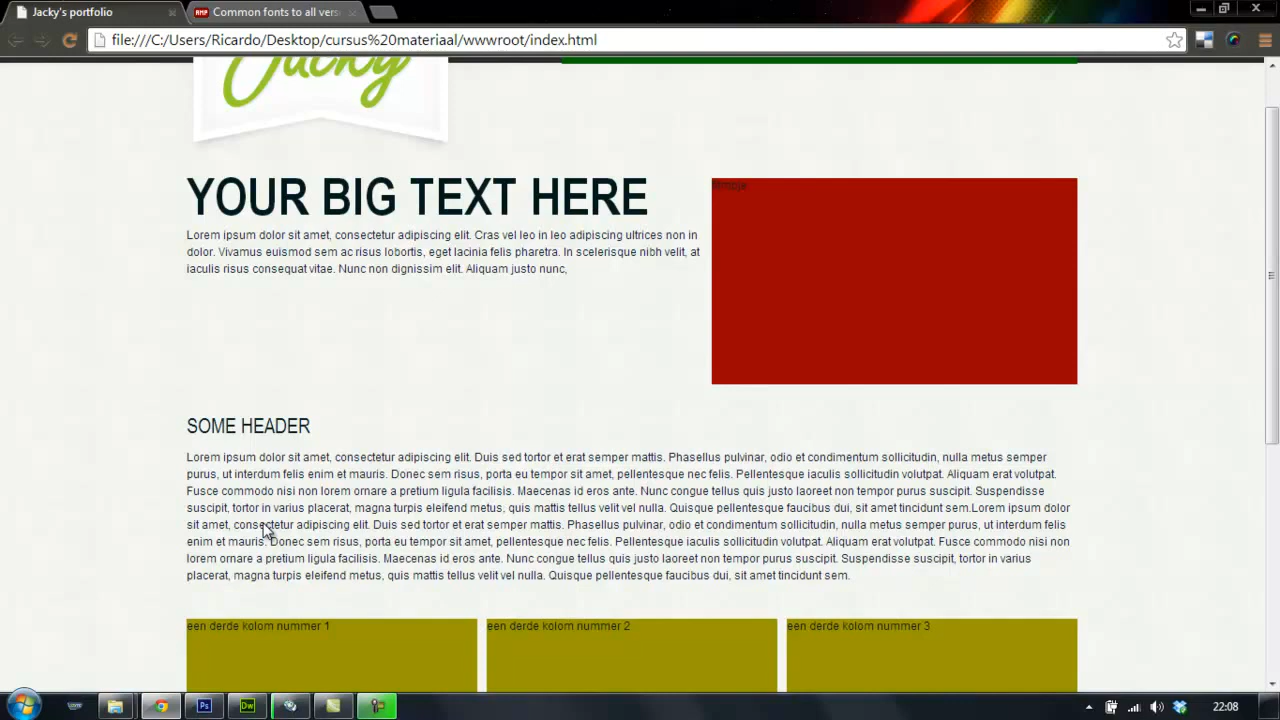 Jacky's portfolio
Common fonts to all vers
file:///C:/Users/Ricardo/Desktop/cursus%20materiaal/wwwroot/index.html
Jacky
YOUR BIG TEXT HERE
Lorem ipsum dolor sit amet, consectetur adipiscing elit. Cras vel leo in leo adipiscing ultrices non in
dolor. Vivamus euismod sem ac risus lobortis, eget lacinia felis pharetra. In scelerisque nibh velit, at
iaculis risus consequat vitae. Nunc non dignissim elit. Aliquam justo nunc,
SOME HEADER
Lorem ipsum dolor sit amet, consectetur adipiscing elit. Duis sed tortor et erat semper mattis. Phasellus pulvinar, odio et condimentum sollicitudin, nulla metus semper
purus, ut interdum felis enim et mauris. Donec sem risus, porta eu tempor sit amet, pellentesque nec felis. Pellentesque iaculis sollicitudin volutpat. Aliquam erat volutpat.
Fusce commodo nisi non lorem ornare a pretium ligula facilisis. Maecenas id eros ante. Nunc congue tellus quis justo laoreet non tempor purus suscipit. Suspendisse
suscipit, tortor in varius placerat, magna turpis eleifend metus, quis mattis tellus velit vel nulla. Quisque pellentesque faucibus dui, sit amet tincidunt sem.Lorem ipsum dolor
sit amet, consectetur adipiscing elit. Duis sed tortor et erat semper mattis. Phasellus pulvinar, odio et condimentum sollicitudin, nulla metus semper purus, ut interdum felis
enim et mauris. Donec sem risus, porta eu tempor sit amet, pellentesque nec felis. Pellentesque iaculis sollicitudin volutpat. Aliquam erat volutpat. Fusce commodo nisi non
lorem ornare a pretium ligula facilisis. Maecenas id eros ante. Nunc congue tellus quis justo laoreet non tempor purus suscipit. Suspendisse suscipit, tortor in varius
placerat, magna turpis eleifend metus, quis mattis tellus velit vel nulla. Quisque pellentesque faucibus dui, sit amet tincidunt sem.
een derde kolom nummer 1
een derde kolom nummer 2
een derde kolom nummer 3
Ps
Dw
22:08